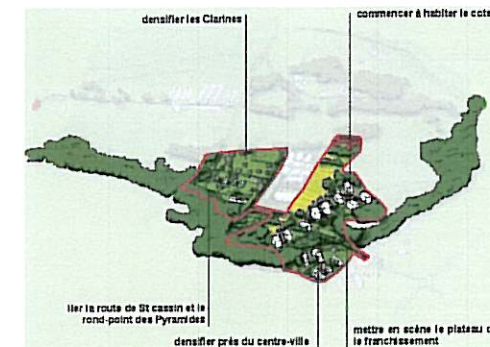 densifier les Clarines
commencer à habiter le cote
lier la route de St cassin et le
rond-point des Pyramides
densifier près du centre-ville
mettre en scène le plateau d
le franchissement